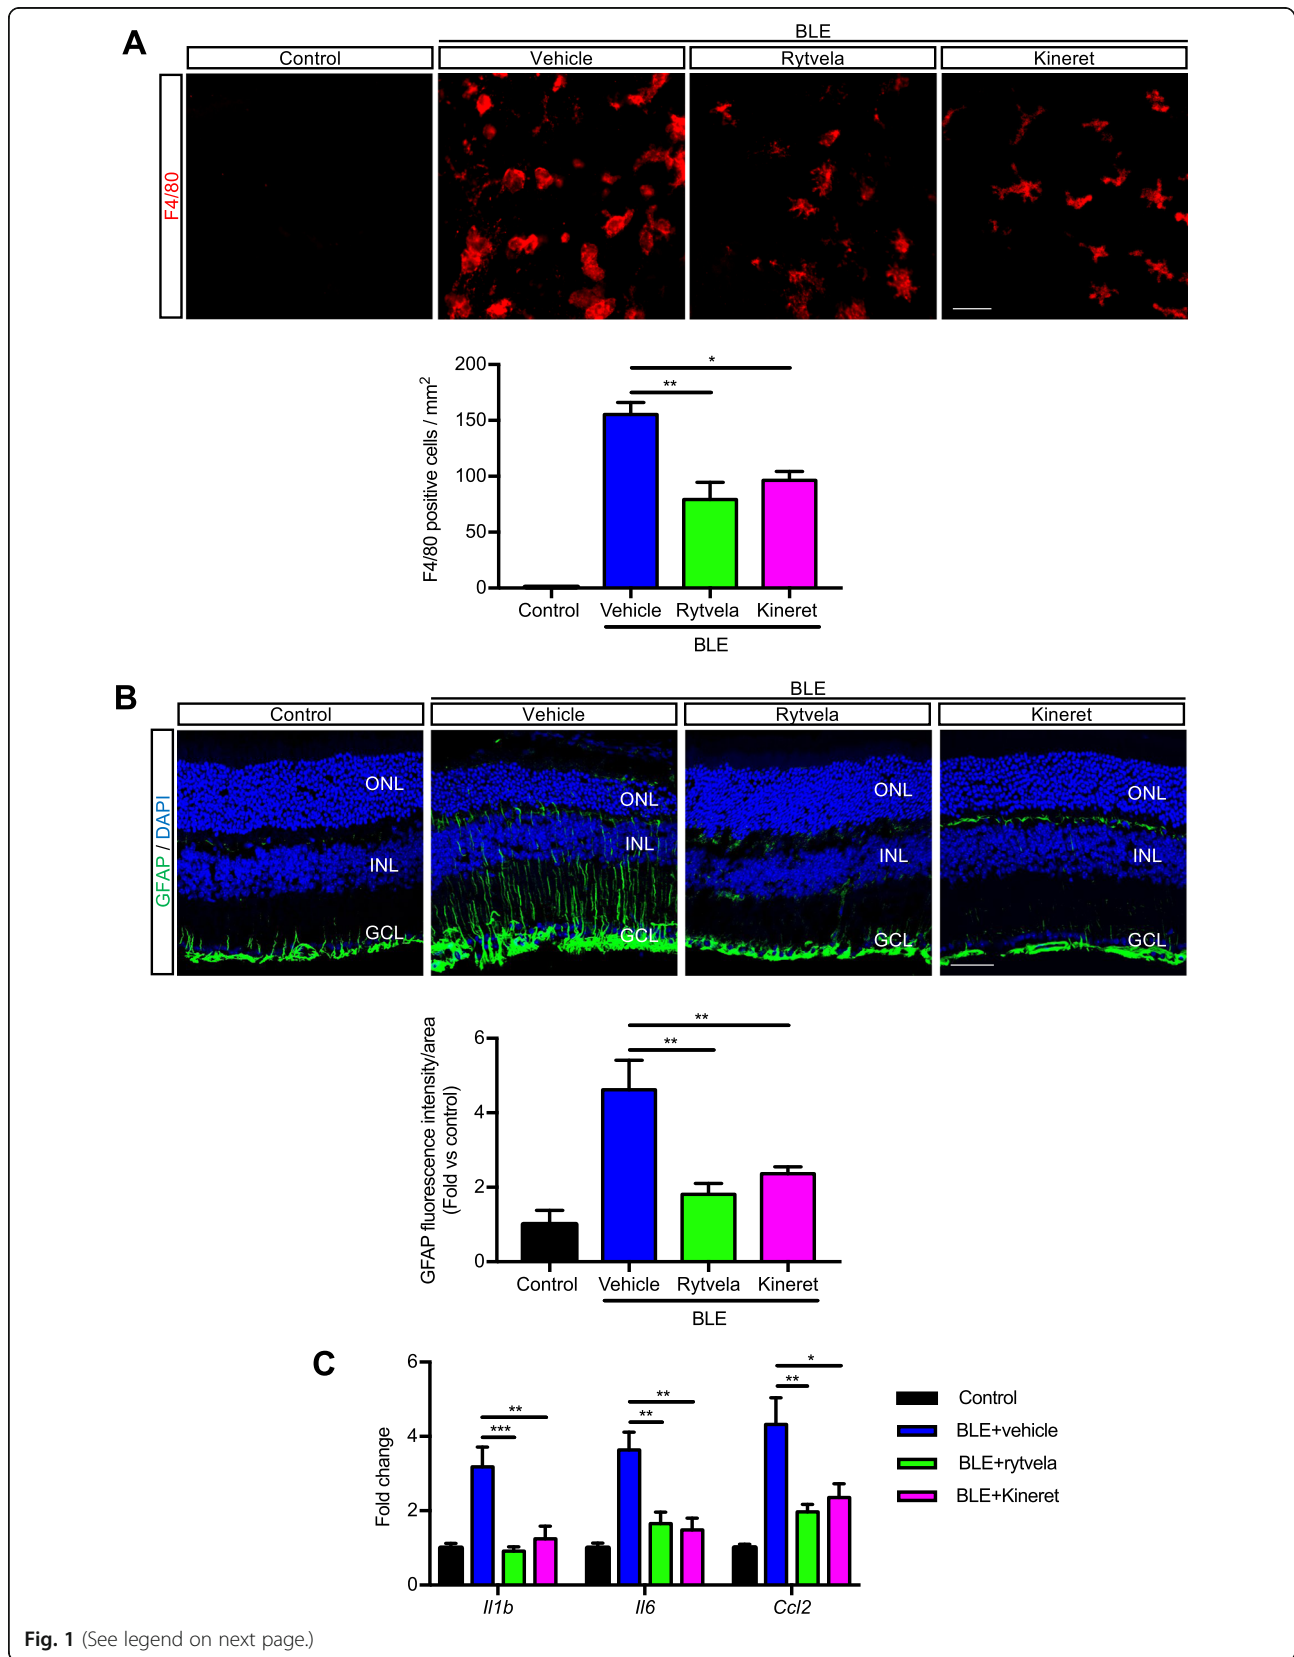 A
BLE
Control
Vehicle
Rytvela
Kineret
F4/80
F4/80 positive cells / mm2
200
150
100
50
0
*
**
Control
Vehicle
Rytvela
Kineret
BLE
B
BLE
Control
Vehicle
Rytvela
Kineret
GFAP / DAPI
ONL
INL
GCL
ONL
INL
GCL
ONL
INL
GCL
ONL
INL
GCL
GFAP fluorescence intensity/area
(Fold vs control)
6
4
2
0
**
**
Control
Vehicle
Rytvela
Kineret
BLE
C
Fold change
6
4
2
0
**
***
**
**
*
**
Il1b
Il6
Ccl2
Control
BLE+vehicle
BLE+rytvela
BLE+Kineret
Fig. 1 (See legend on next page.)